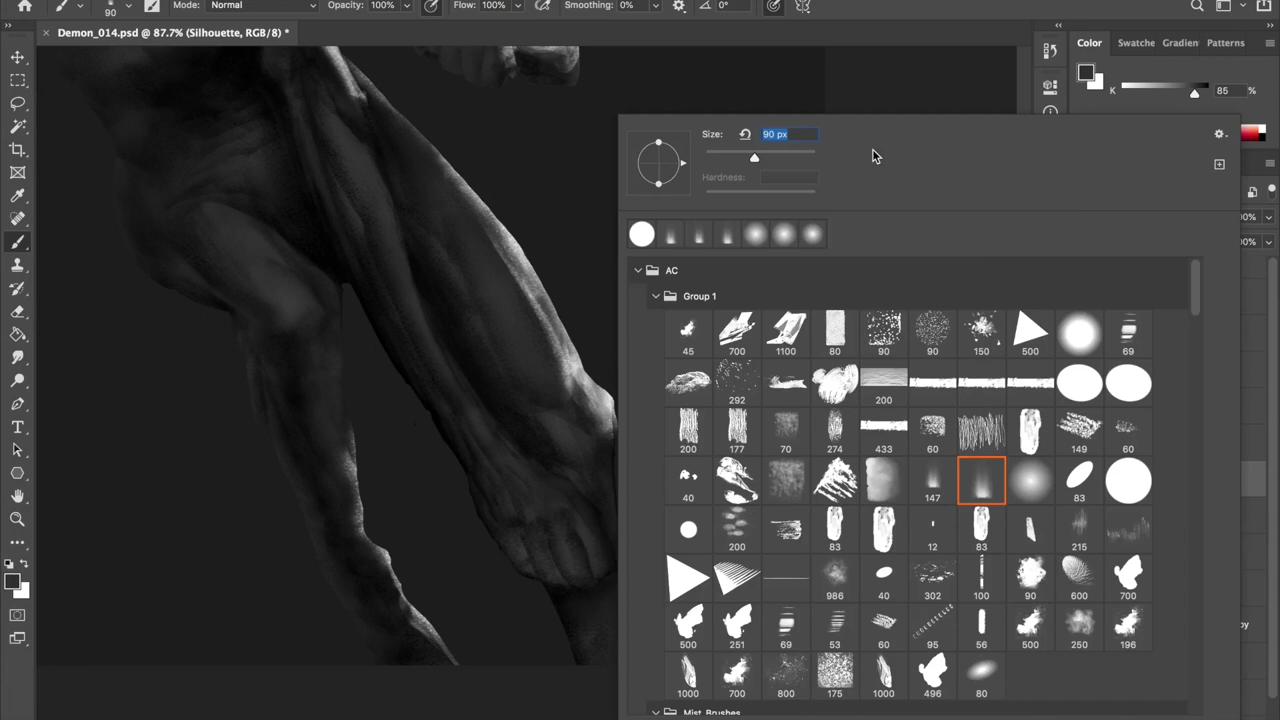 90
Mode: Normal Opacity: 100% Flow: 100% Smoothing: 0% 0°
× Demon_014.psd @ 87.7% (Silhouette, RGB/8) *
Color Swatche Gradien Patterns
K 85 %
Size: 90 px
Hardness:
AC
Group 1
45 700 1100 80 90 90 150 500 69
292 200
200 177 70 274 433 60 149 60
40 147 83
200 83 12 83 215
986 40 302 100 90 600 700
500 251 69 53 60 95 56 500 250 196
1000 700 800 175 1000 496 80
Mist_Brushes